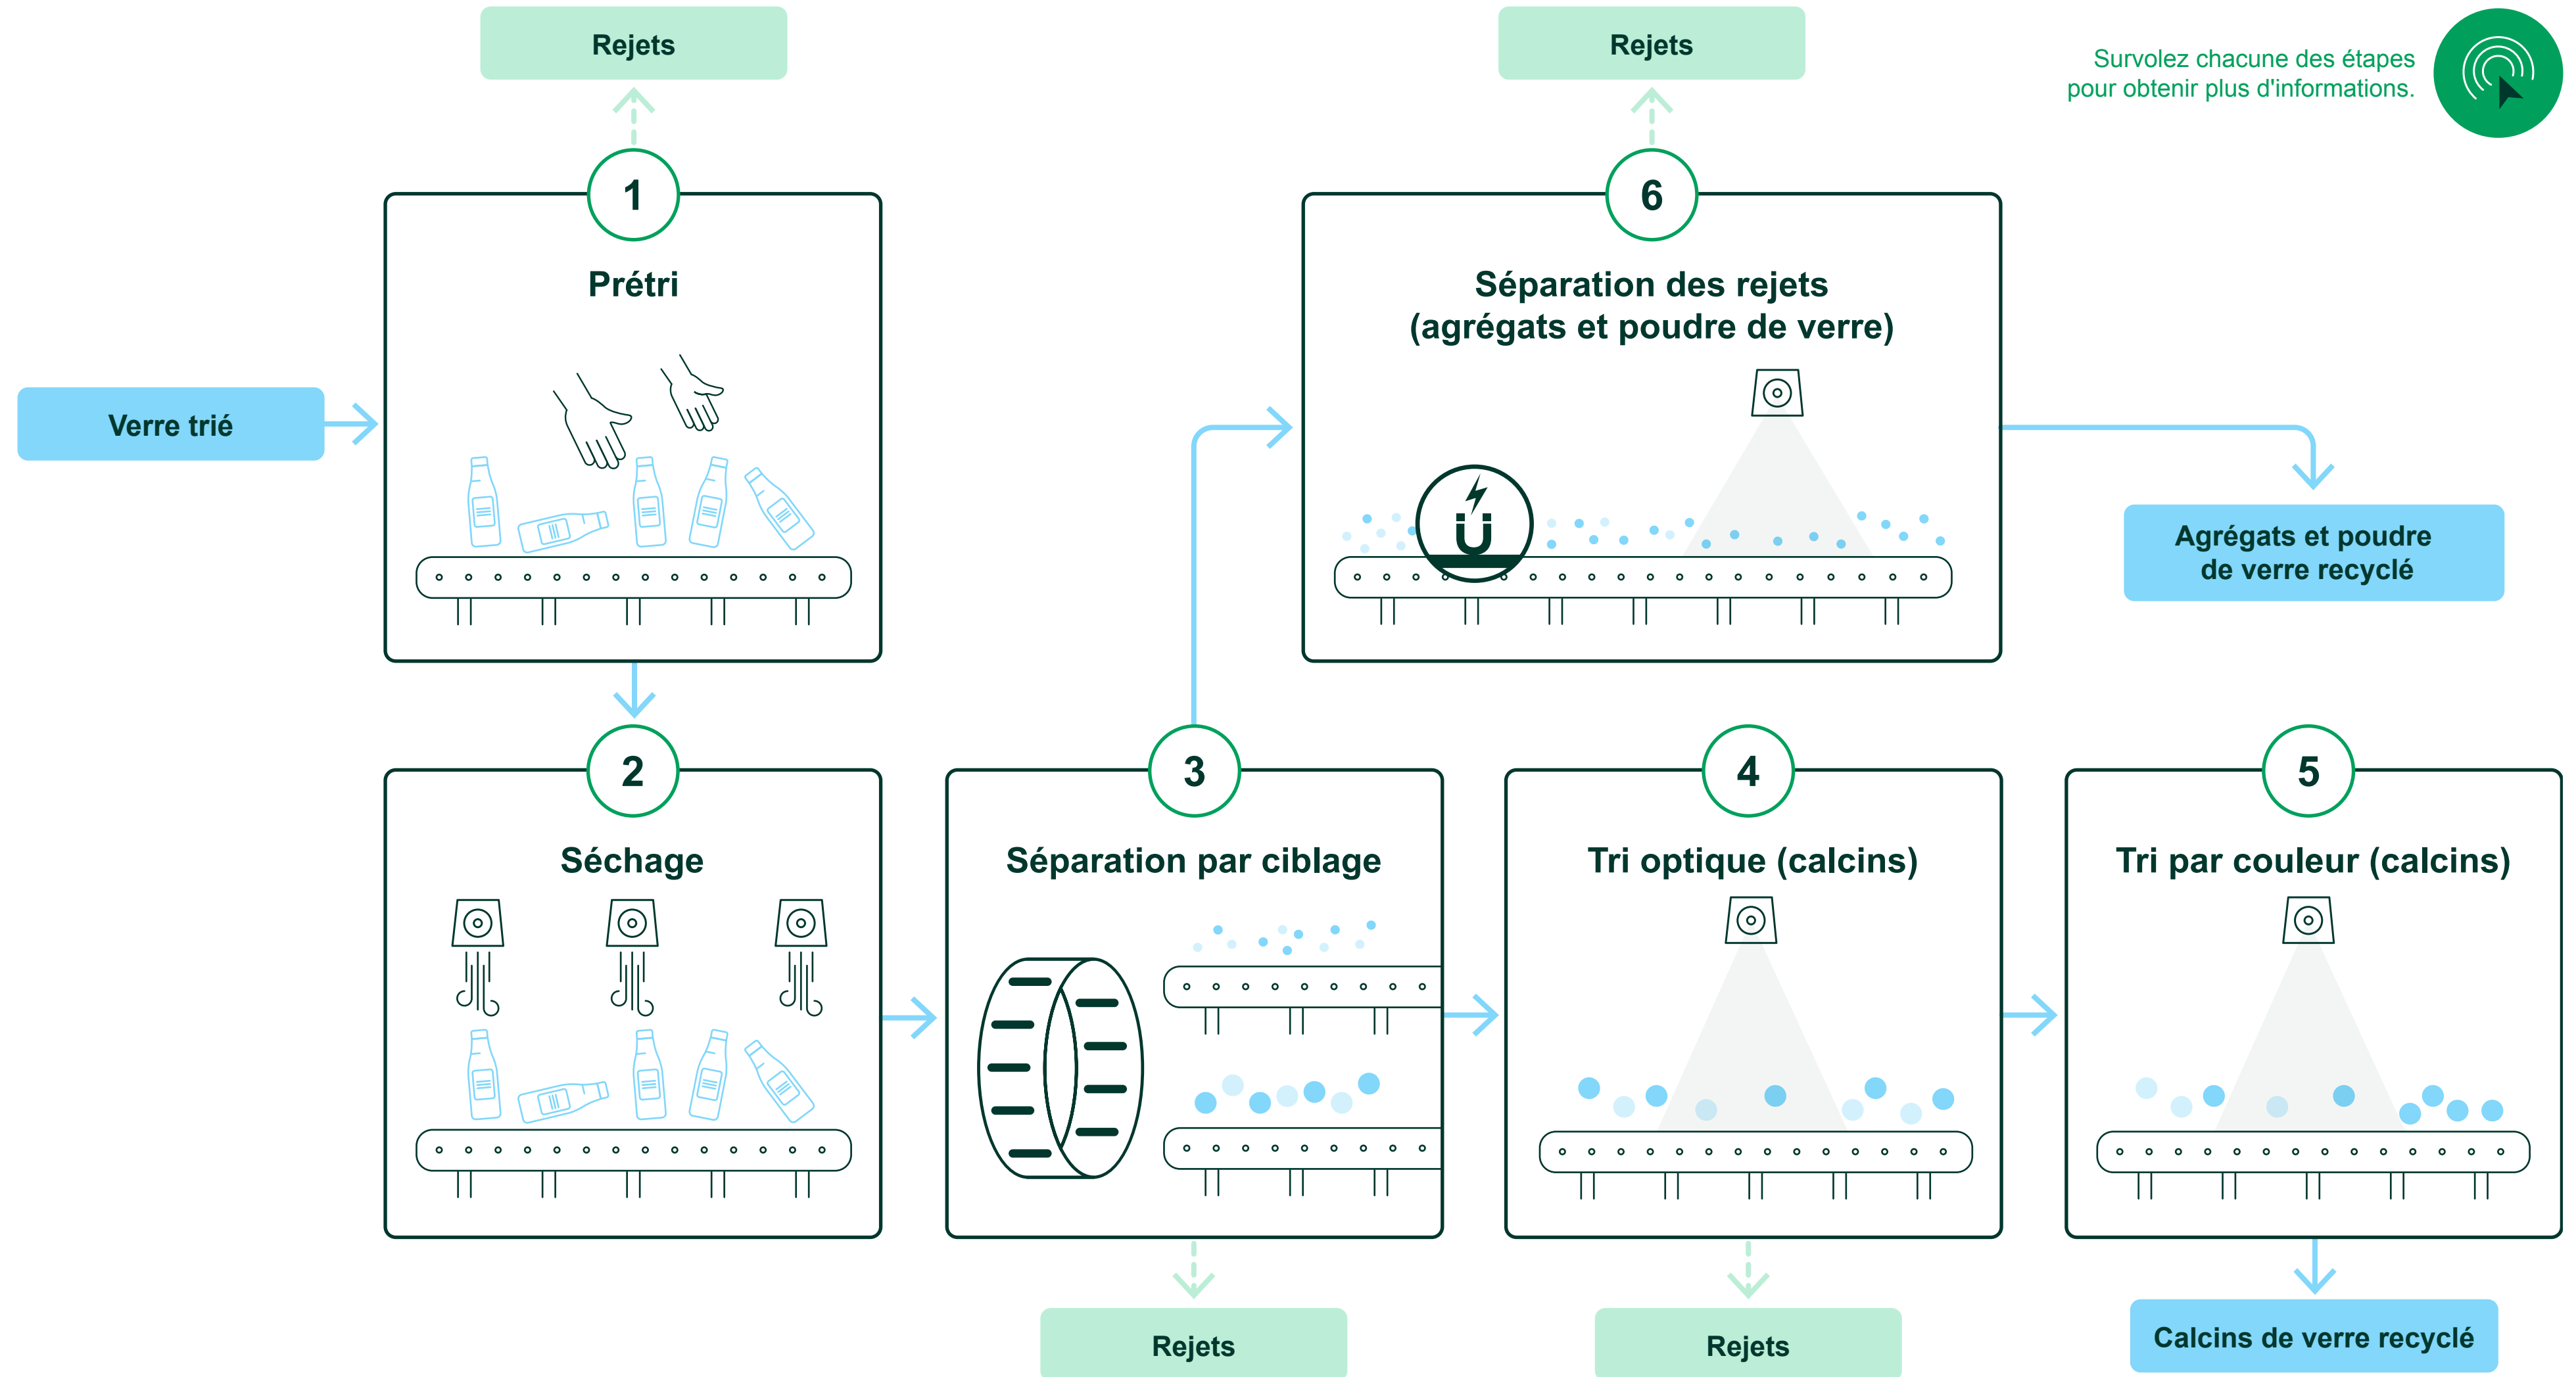 Rejets
Rejets
Survolez chacune des étapes
pour obtenir plus d'informations.
1
Prétri
6
Séparation des rejets
(agrégats et poudre de verre)
Verre trié
Agrégats et poudre
de verre recyclé
2
Séchage
3
Séparation par ciblage
4
Tri optique (calcins)
5
Tri par couleur (calcins)
Rejets
Rejets
Calcins de verre recyclé